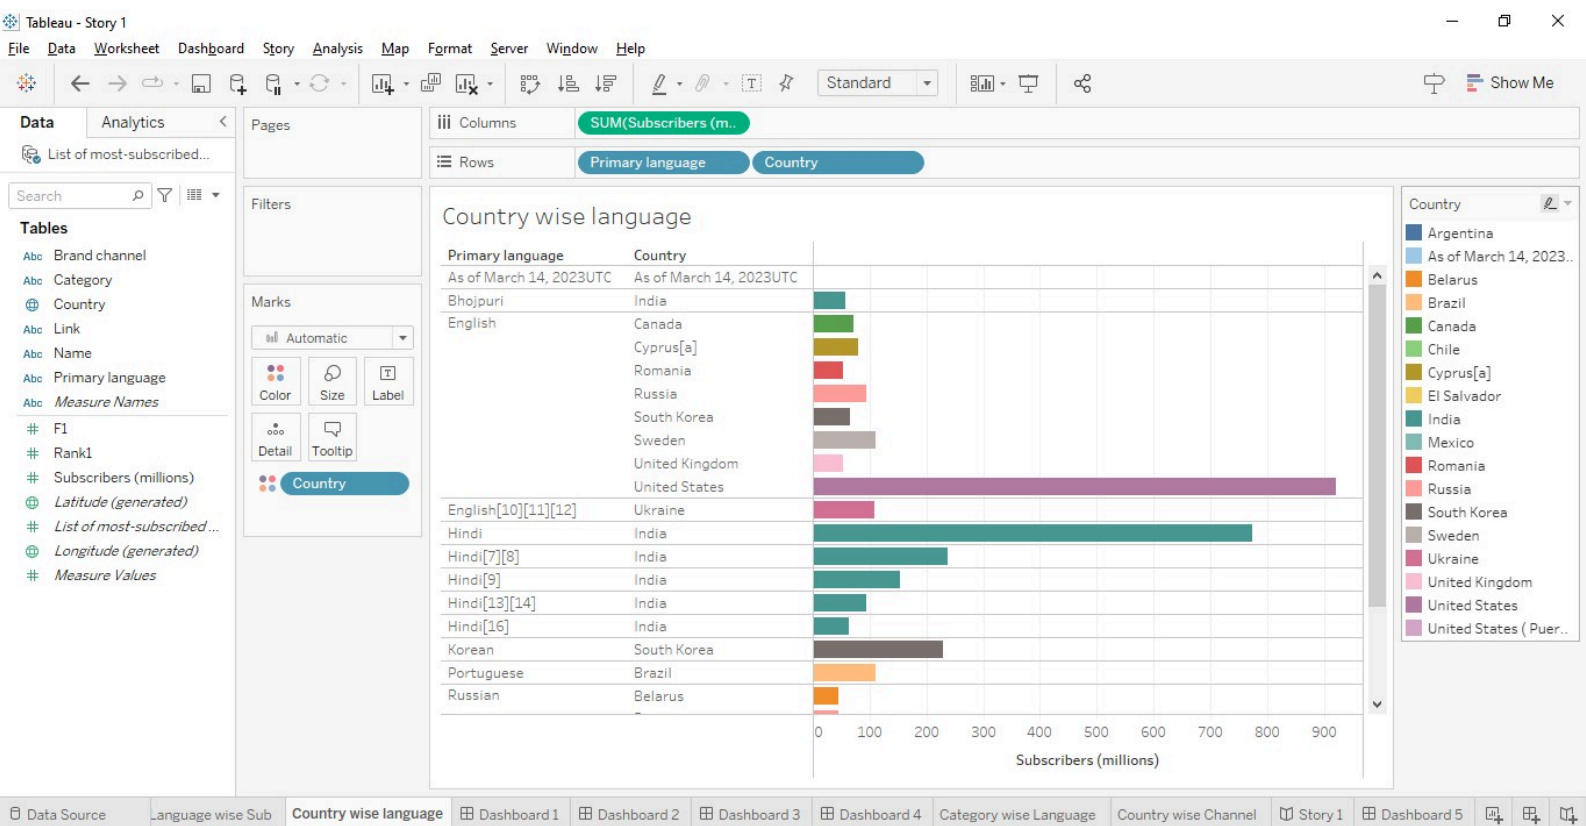 Tableau - Story 1
File Data Worksheet Dashboard Story Analysis Map Format Server Window Help
Standard
Show Me
Data Analytics
List of most-subscribed...
Search
Tables
Abc Brand channel
Abc Category
Country
Abc Link
Abc Name
Abc Primary language
Abc Measure Names
# F1
# Rank1
# Subscribers (millions)
Latitude (generated)
# List of most-subscribed ...
Longitude (generated)
# Measure Values
Pages
Filters
Marks
Automatic
Color Size Label
Detail Tooltip
Country
Columns SUM(Subscribers (m..
Rows Primary language Country
Country wise language
Primary language Country
As of March 14, 2023UTC As of March 14, 2023UTC
Bhojpuri India
English Canada
Cyprus[a]
Romania
Russia
South Korea
Sweden
United Kingdom
United States
English[10][11][12] Ukraine
Hindi India
Hindi[7][8] India
Hindi[9] India
Hindi[13][14] India
Hindi[16] India
Korean South Korea
Portuguese Brazil
Russian Belarus
0 100 200 300 400 500 600 700 800 900
Subscribers (millions)
Country
Argentina
As of March 14, 2023..
Belarus
Brazil
Canada
Chile
Cyprus[a]
El Salvador
India
Mexico
Romania
Russia
South Korea
Sweden
Ukraine
United Kingdom
United States
United States ( Puer..
Data Source Language wise Sub Country wise language Dashboard 1 Dashboard 2 Dashboard 3 Dashboard 4 Category wise Language Country wise Channel Story 1 Dashboard 5